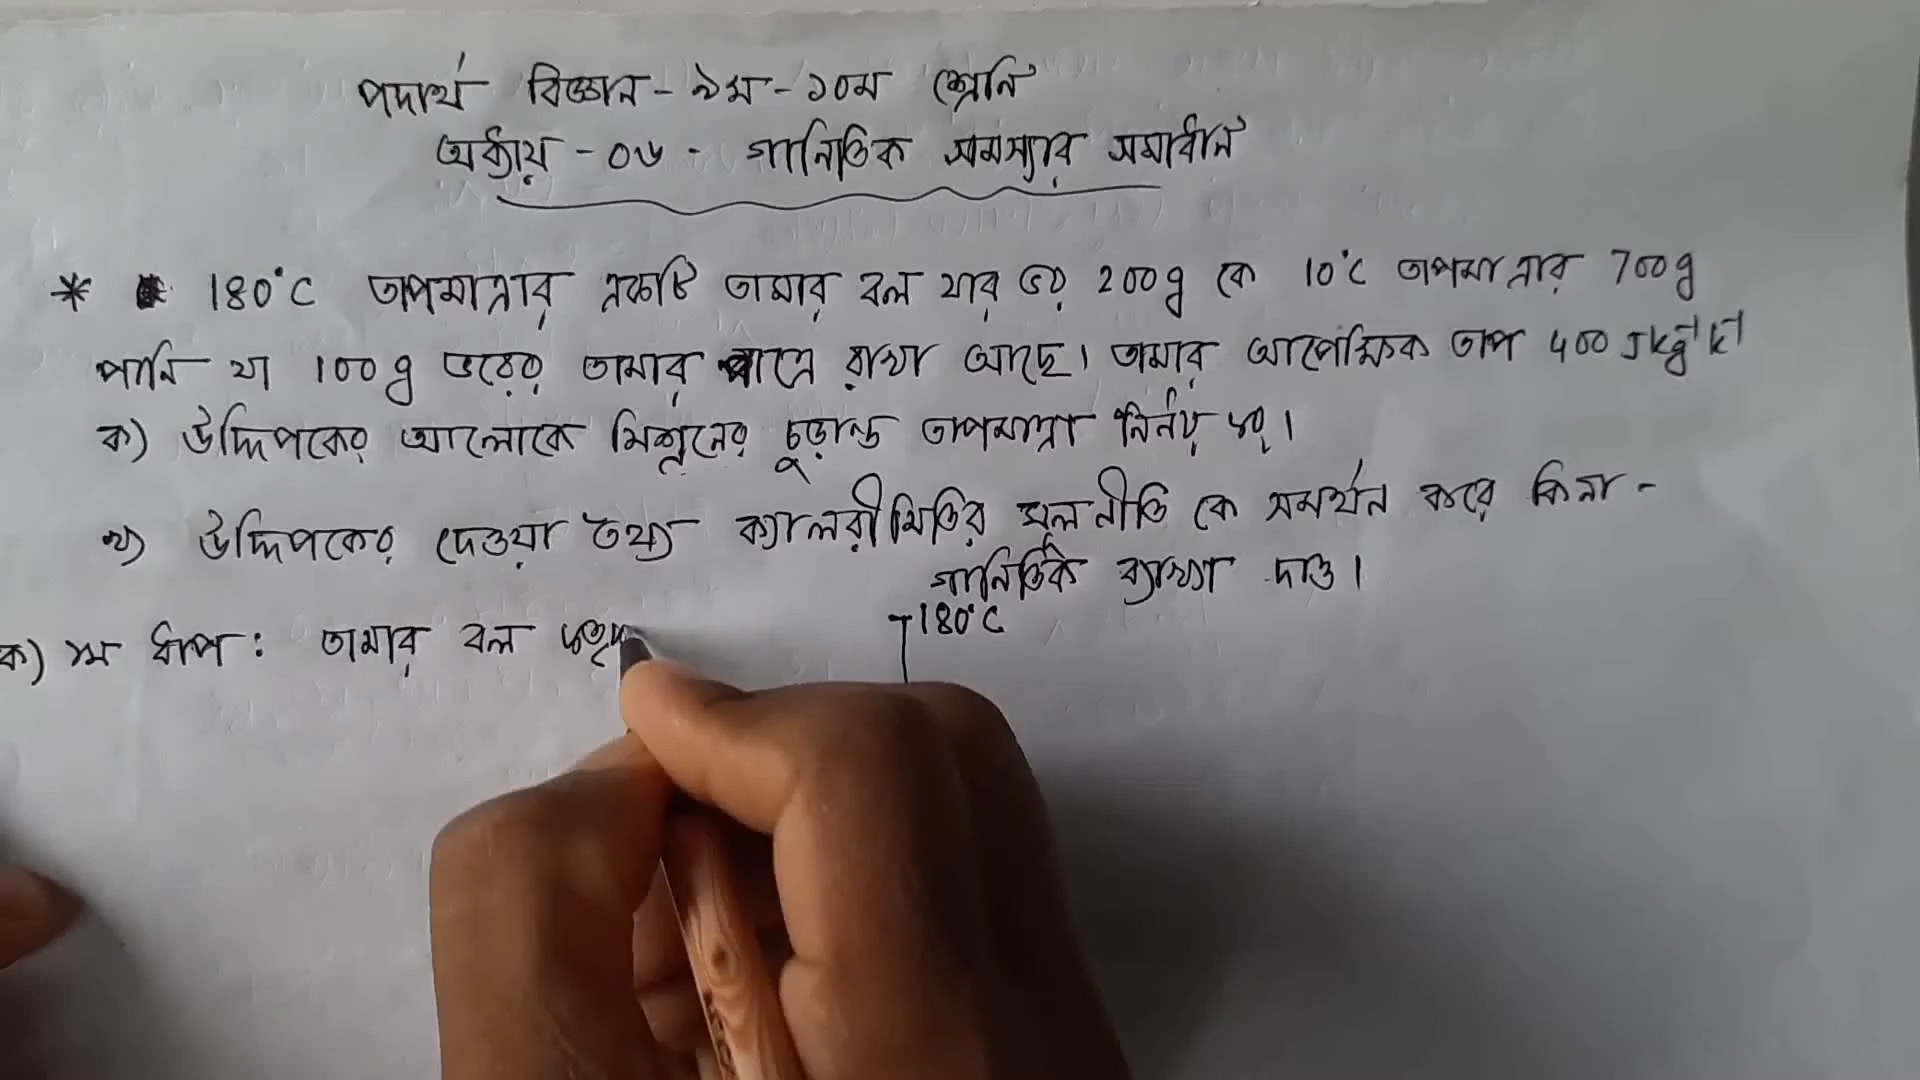 পদার্থ বিজ্ঞান - ৯ম - ১০ম শ্রেনি
অধ্যায় - ০৬ - গানিতিক সমস্যার সমাধান
* 180°C তাপমাত্রার একটি তামার বল যার ভর 200g কে 10°C তাপমাত্রার 700g
পানি যা 100g ভরের তামার পাত্রে রাখা আছে। তামার আপেক্ষিক তাপ 400 Jkg⁻¹k⁻¹
ক) উদ্দিপকের আলোকে মিশ্রনের চুড়ান্ত তাপমাত্রা নির্নয় কর।
খ) উদ্দিপকের দেওয়া তথ্য ক্যালরীমিতির মূলনীতি কে সমর্থন করে কিনা -
গানিতিক ব্যাখ্যা দাও।
180°C
ক) ১ম ধাপ : তামার বল